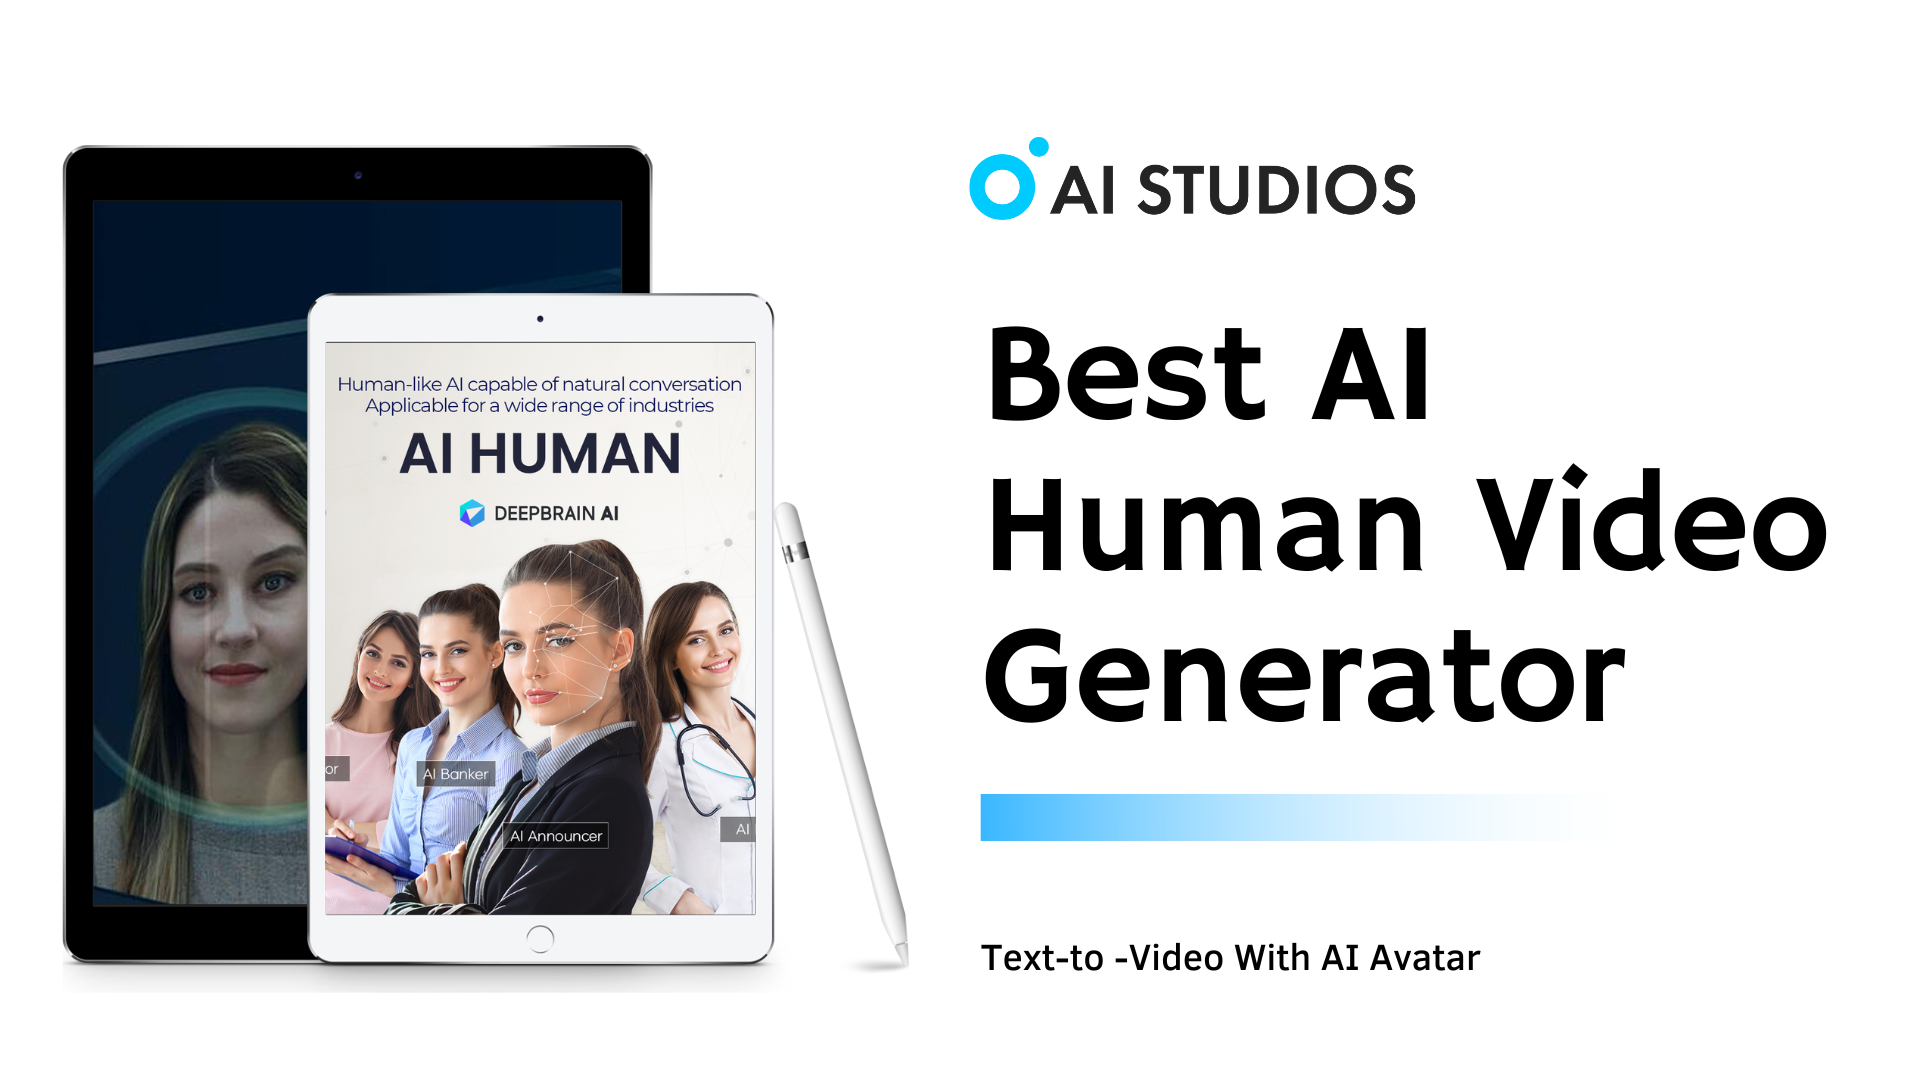 AI STUDIOS
Best AI
Human Video
Generator
Text-to -Video With AI Avatar
Human-like AI capable of natural conversation
Applicable for a wide range of industries
AI HUMAN
DEEPBRAIN AI
or
AI Banker
AI Announcer
AI